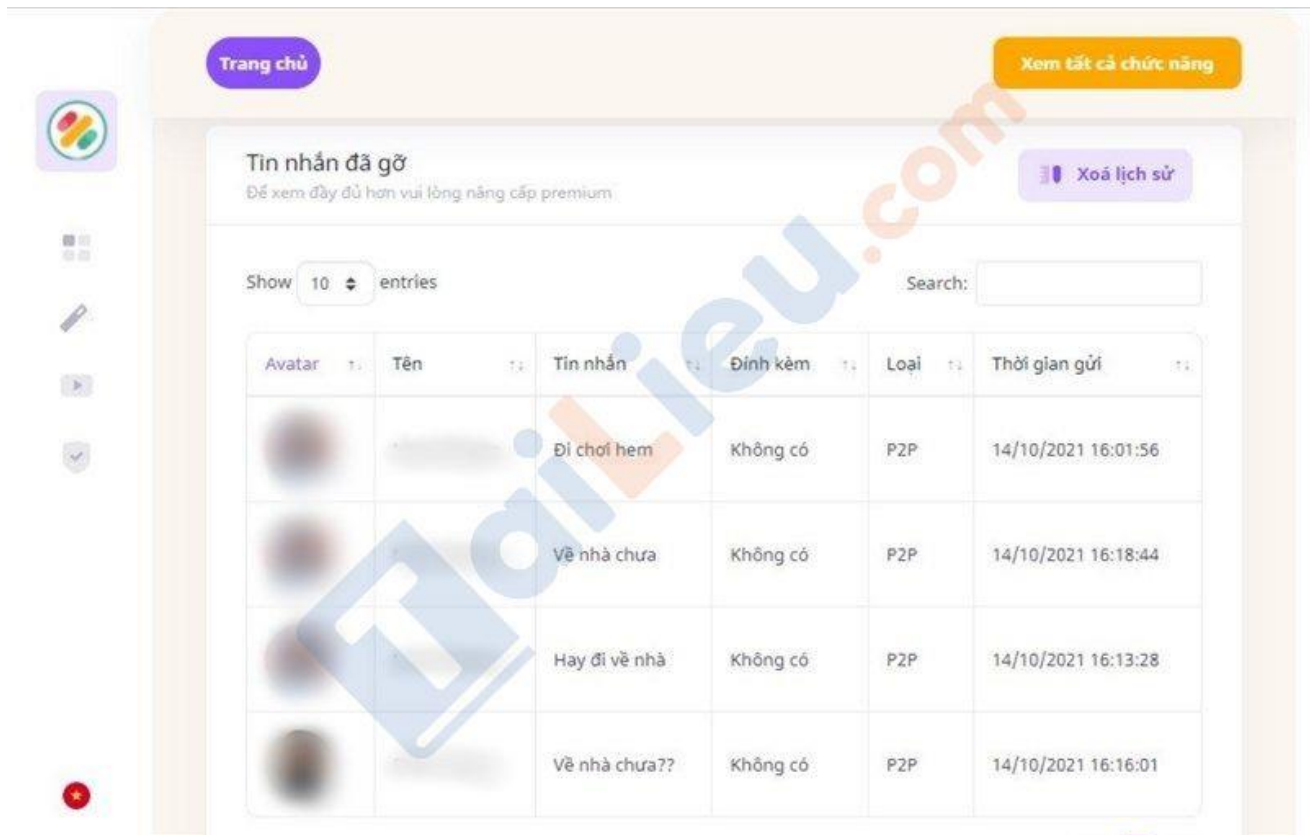 Trang chủ
Xem tất cả chức năng
Tin nhắn đã gỡ
Để xem đầy đủ hơn vui lòng nâng cấp premium
Xoá lịch sử
Show 10 entries
Search:
Avatar Tên Tin nhắn Đính kèm Loại Thời gian gửi
Đi chơi hem Không có P2P 14/10/2021 16:01:56
Về nhà chưa Không có P2P 14/10/2021 16:18:44
Hay đi về nhà Không có P2P 14/10/2021 16:13:28
Về nhà chưa?? Không có P2P 14/10/2021 16:16:01
TaiLieu.com